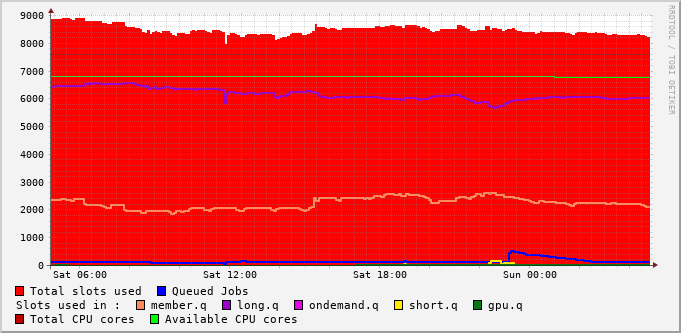 9000
8000
7000
6000
5000
4000
3000
2000
1000
0
Sat 06:00 Sat 12:00 Sat 18:00 Sun 00:00
RRDTOOL / TOBI OETIKER
Total slots used Queued Jobs
Slots used in : member.q long.q ondemand.q short.q gpu.q
Total CPU cores Available CPU cores